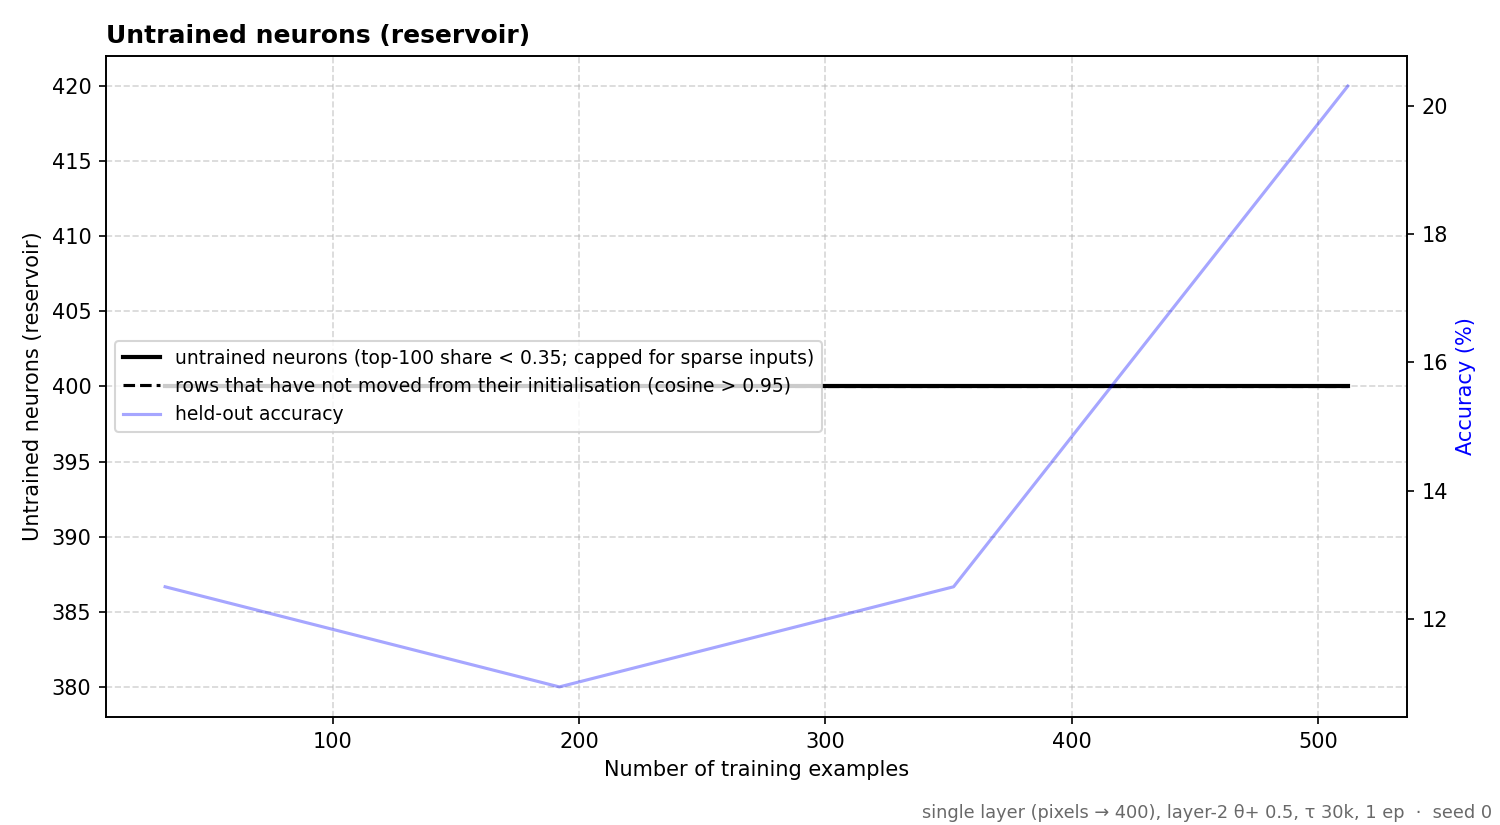 Untrained neurons (reservoir)
420
415
410
405
400
395
390
385
380
Untrained neurons (reservoir)
untrained neurons (top-100 share < 0.35; capped for sparse inputs)
rows that have not moved from their initialisation (cosine > 0.95)
held-out accuracy
20
18
16
14
12
Accuracy (%)
100 200 300 400 500
Number of training examples
single layer (pixels → 400), layer-2 θ+ 0.5, τ 30k, 1 ep · seed 0